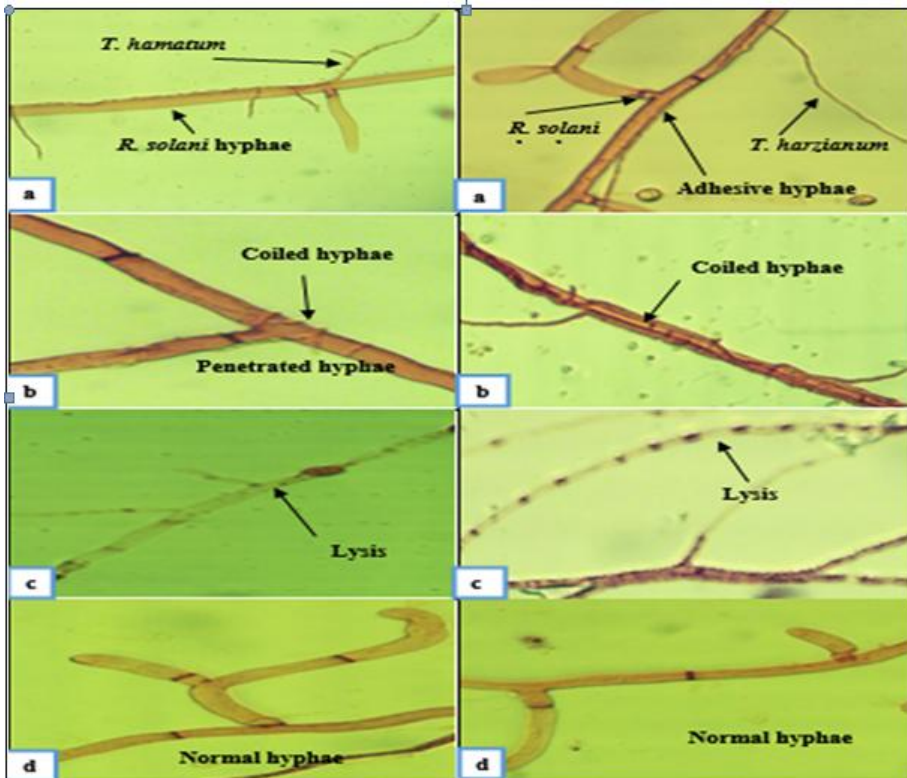 T. hamatum
R. solani hyphae
a
R. solani
T. harzianum
Adhesive hyphae
a
Coiled hyphae
Penetrated hyphae
b
Coiled hyphae
b
Lysis
c
Lysis
c
Normal hyphae
d
Normal hyphae
d